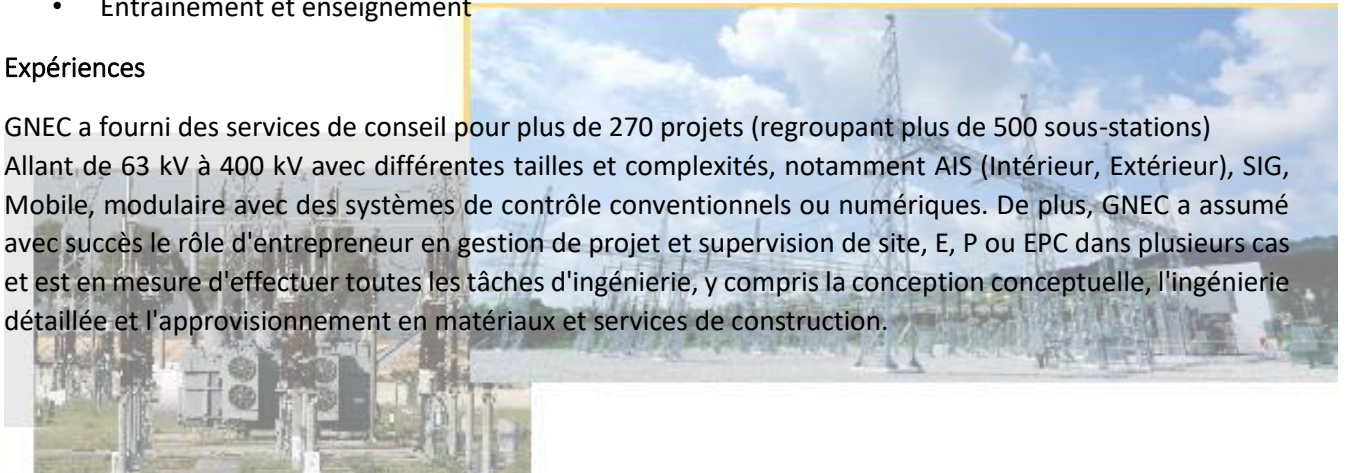 • Entraînement et enseignement
Expériences
GNEC a fourni des services de conseil pour plus de 270 projets (regroupant plus de 500 sous-stations)
Allant de 63 kV à 400 kV avec différentes tailles et complexités, notamment AIS (Intérieur, Extérieur), SIG,
Mobile, modulaire avec des systèmes de contrôle conventionnels ou numériques. De plus, GNEC a assumé
avec succès le rôle d'entrepreneur en gestion de projet et supervision de site, E, P ou EPC dans plusieurs cas
et est en mesure d'effectuer toutes les tâches d'ingénierie, y compris la conception conceptuelle, l'ingénierie
détaillée et l'approvisionnement en matériaux et services de construction.